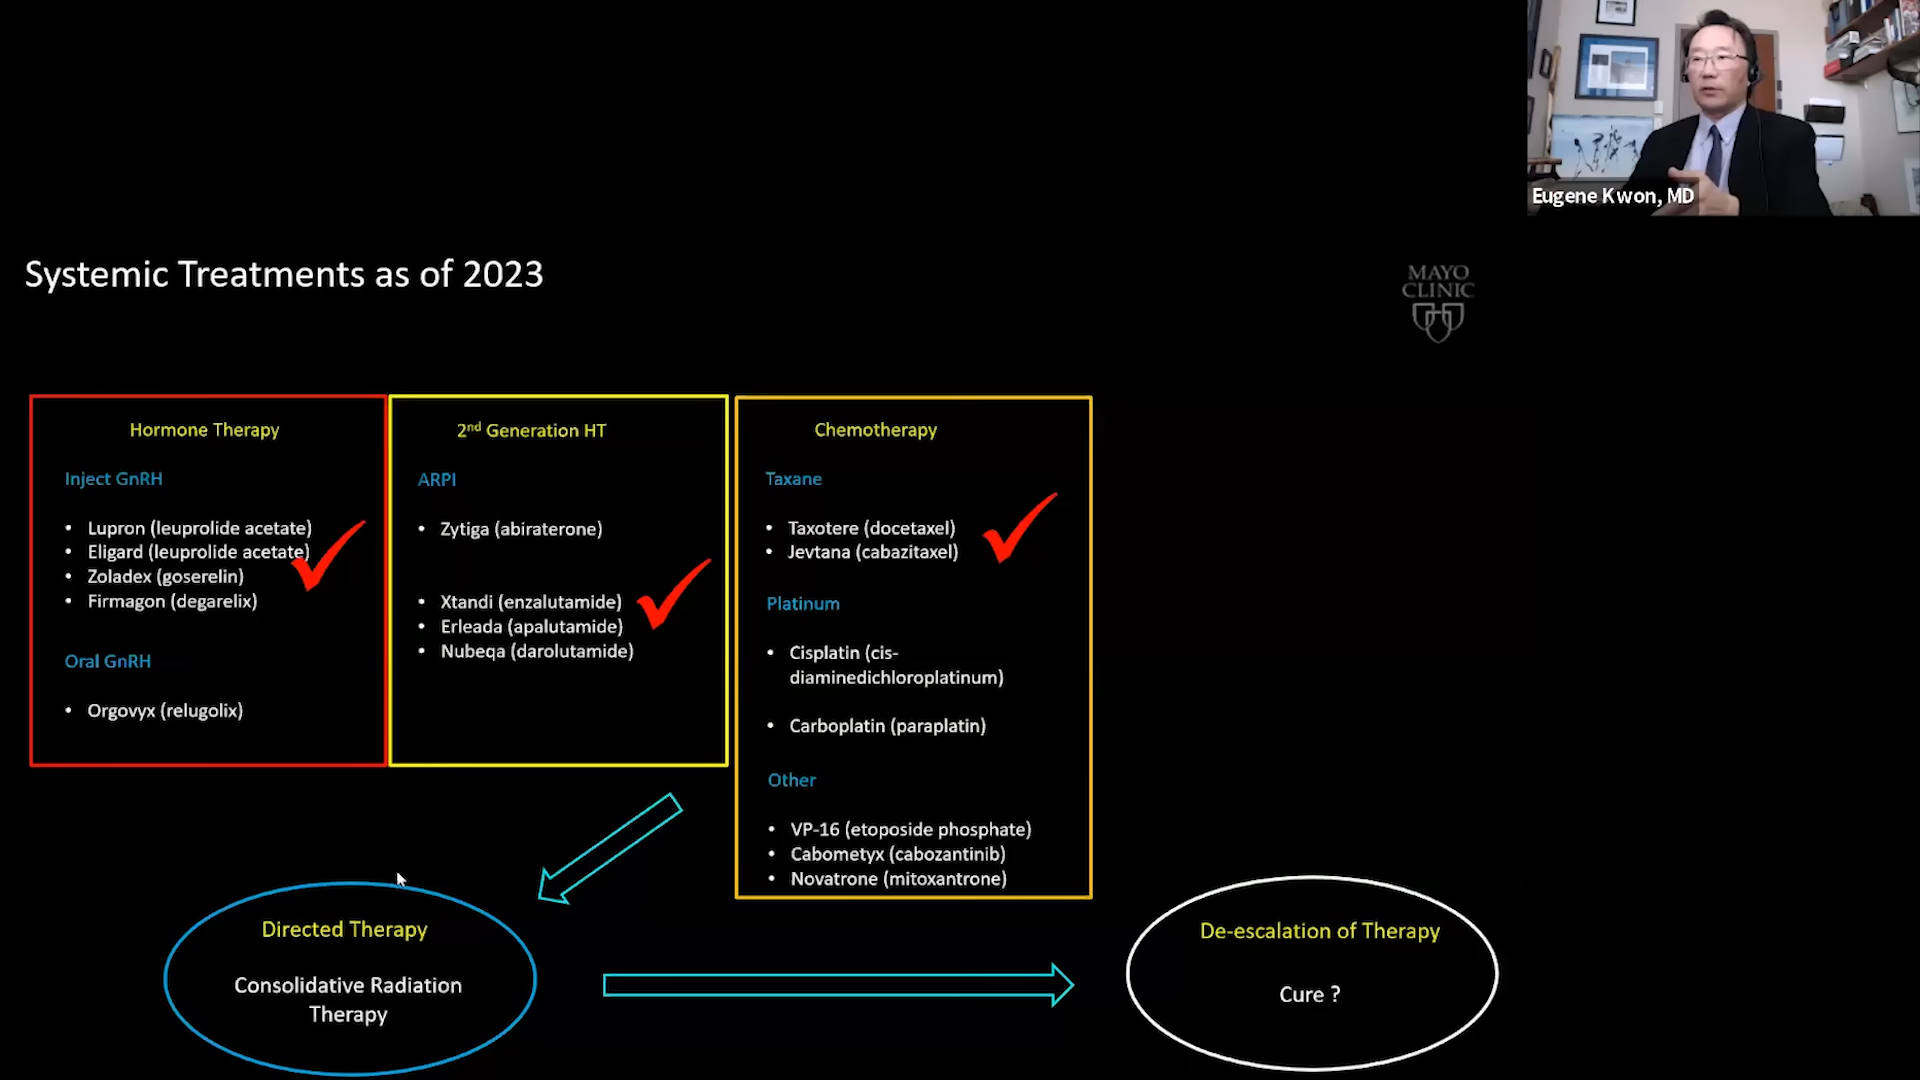 Eugene Kwon, MD
Systemic Treatments as of 2023
MAYO
CLINIC
Hormone Therapy
Inject GnRH
• Lupron (leuprolide acetate)
• Eligard (leuprolide acetate)
• Zoladex (goserelin)
• Firmagon (degarelix)
Oral GnRH
• Orgovyx (relugolix)
2nd Generation HT
ARPI
• Zytiga (abiraterone)
• Xtandi (enzalutamide)
• Erleada (apalutamide)
• Nubeqa (darolutamide)
Chemotherapy
Taxane
• Taxotere (docetaxel)
• Jevtana (cabazitaxel)
Platinum
• Cisplatin (cis-
diaminedichloroplatinum)
• Carboplatin (paraplatin)
Other
• VP-16 (etoposide phosphate)
• Cabometyx (cabozantinib)
• Novatrone (mitoxantrone)
Directed Therapy
Consolidative Radiation
Therapy
De-escalation of Therapy
Cure ?